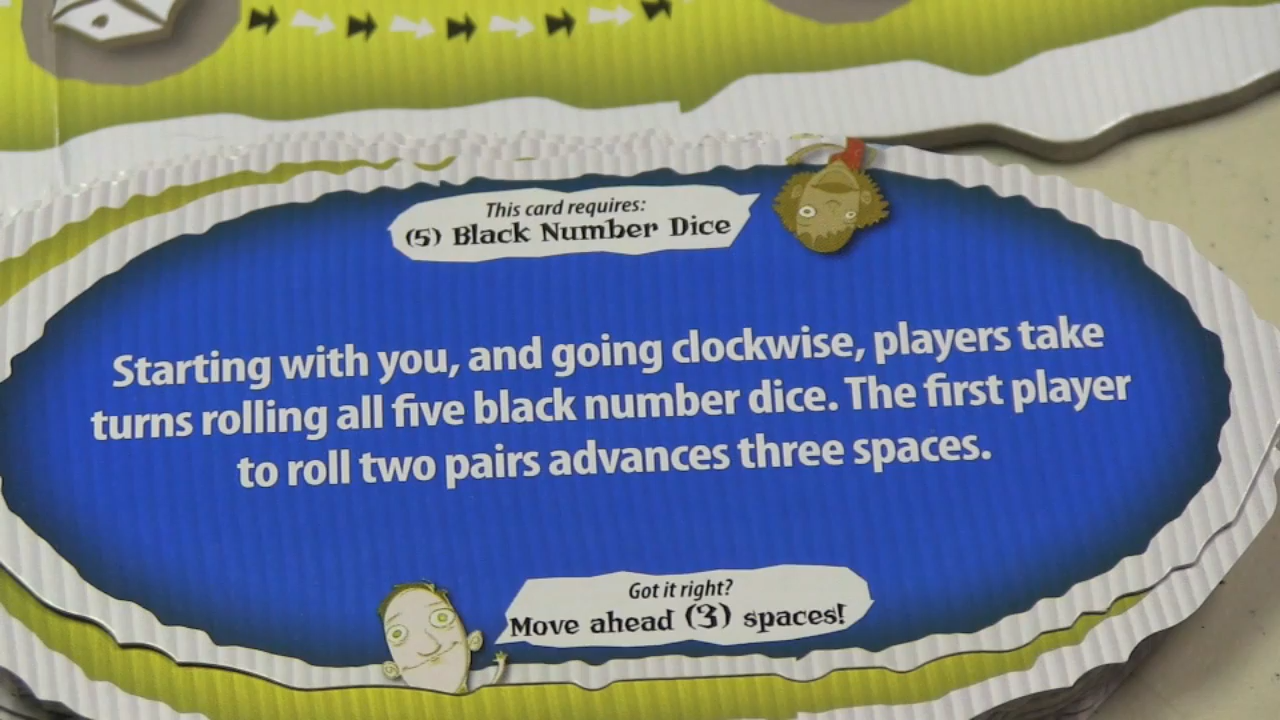 This card requires:
(5) Black Number Dice
Starting with you, and going clockwise, players take
turns rolling all five black number dice. The first player
to roll two pairs advances three spaces.
Got it right?
Move ahead (3) spaces!